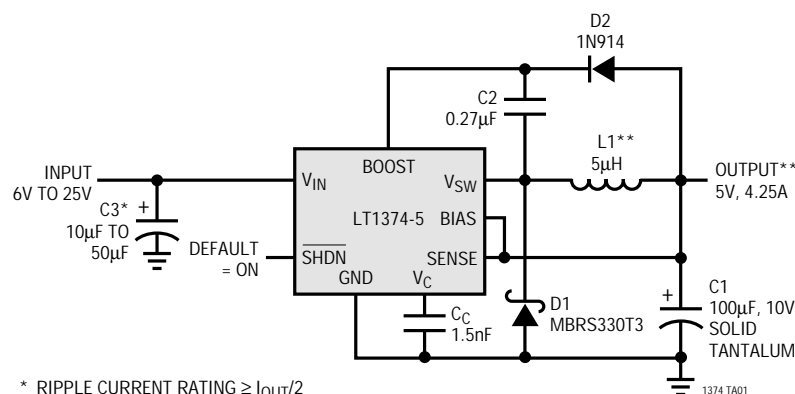 D2
1N914
C2
0.27µF
L1**
5µH
INPUT
6V TO 25V
C3*
+
10µF TO
50µF
BOOST
VIN
VSW
LT1374-5
BIAS
SHDN
SENSE
GND
VC
DEFAULT
= ON
OUTPUT**
5V, 4.25A
CC
1.5nF
D1
MBRS330T3
+
C1
100µF, 10V
SOLID
TANTALUM
* RIPPLE CURRENT RATING ≥ IOUT/2
1374 TA01